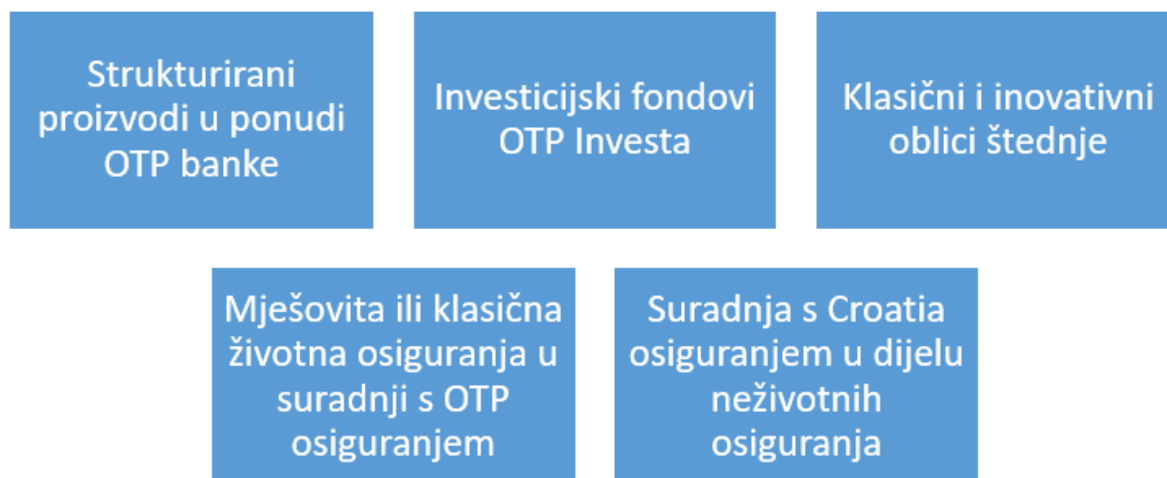 Strukturirani
proizvodi u ponudi
OTP banke
Investicijski fondovi
OTP Investa
Klasični i inovativni
oblici štednje
Mješovita ili klasična
životna osiguranja u
suradnji s OTP
osiguranjem
Suradnja s Croatia
osiguranjem u dijelu
neživotnih
osiguranja